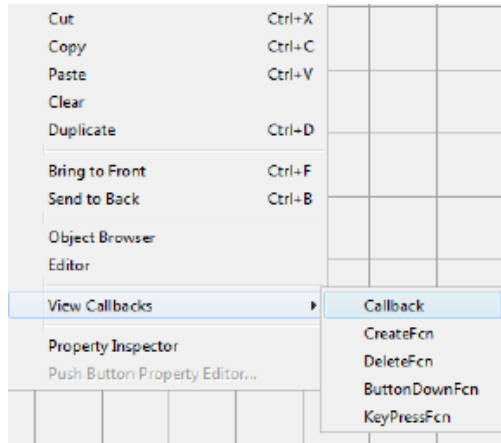 Cut Ctrl+X
Copy Ctrl+C
Paste Ctrl+V
Clear
Duplicate Ctrl+D
Bring to Front Ctrl+F
Send to Back Ctrl+B
Object Browser
Editor
View Callbacks Callback
CreateFcn
Property Inspector
DeleteFcn
Push Button Property Editor...
ButtonDownFcn
KeyPressFcn